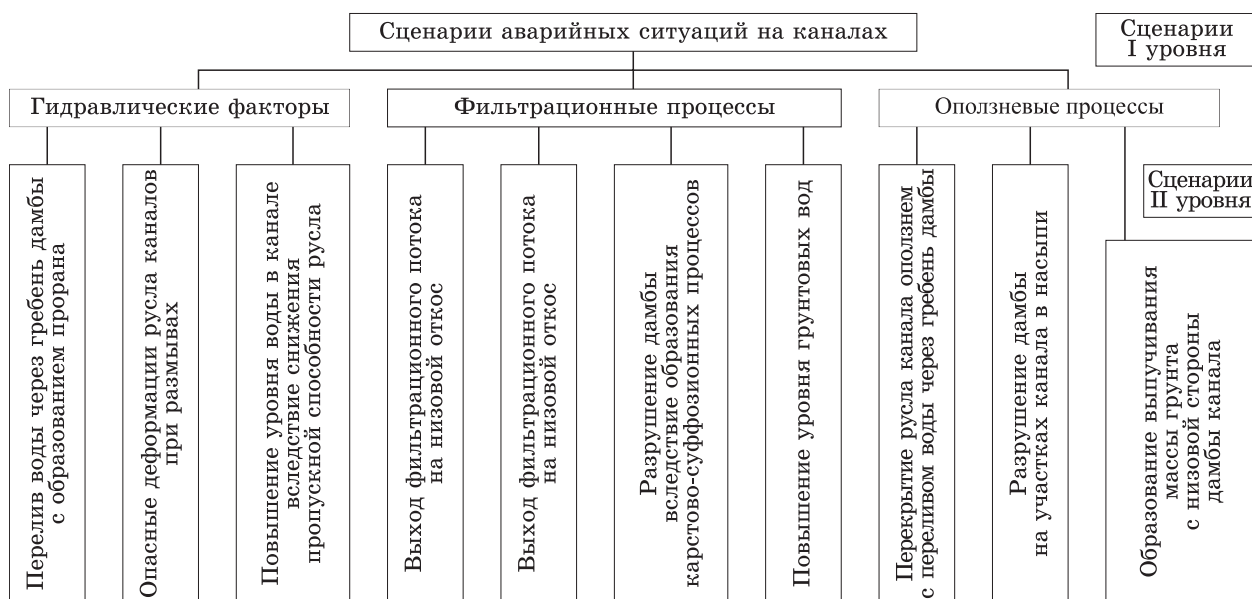 Сценарии аварийных ситуаций на каналах
Сценарии
I уровня
Гидравлические факторы
Фильтрационные процессы
Оползневые процессы
Сценарии
II уровня
Перелив воды через гребень дамбы
с образованием прорана
Опасные деформации русла каналов
при размывах
Повышение уровня воды в канале
вследствие снижения
пропускной способности русла
Выход фильтрационного потока
на низовой откос
Выход фильтрационного потока
на низовой откос
Разрушение дамбы
вследствие образования
карстово-суффозионных процессов
Повышение уровня грунтовых вод
Перекрытие русла канала оползнем
с переливом воды через гребень дамбы
Разрушение дамбы
на участках канала в насыпи
Образование выпучивания
массы грунта
с низовой стороны
дамбы канала